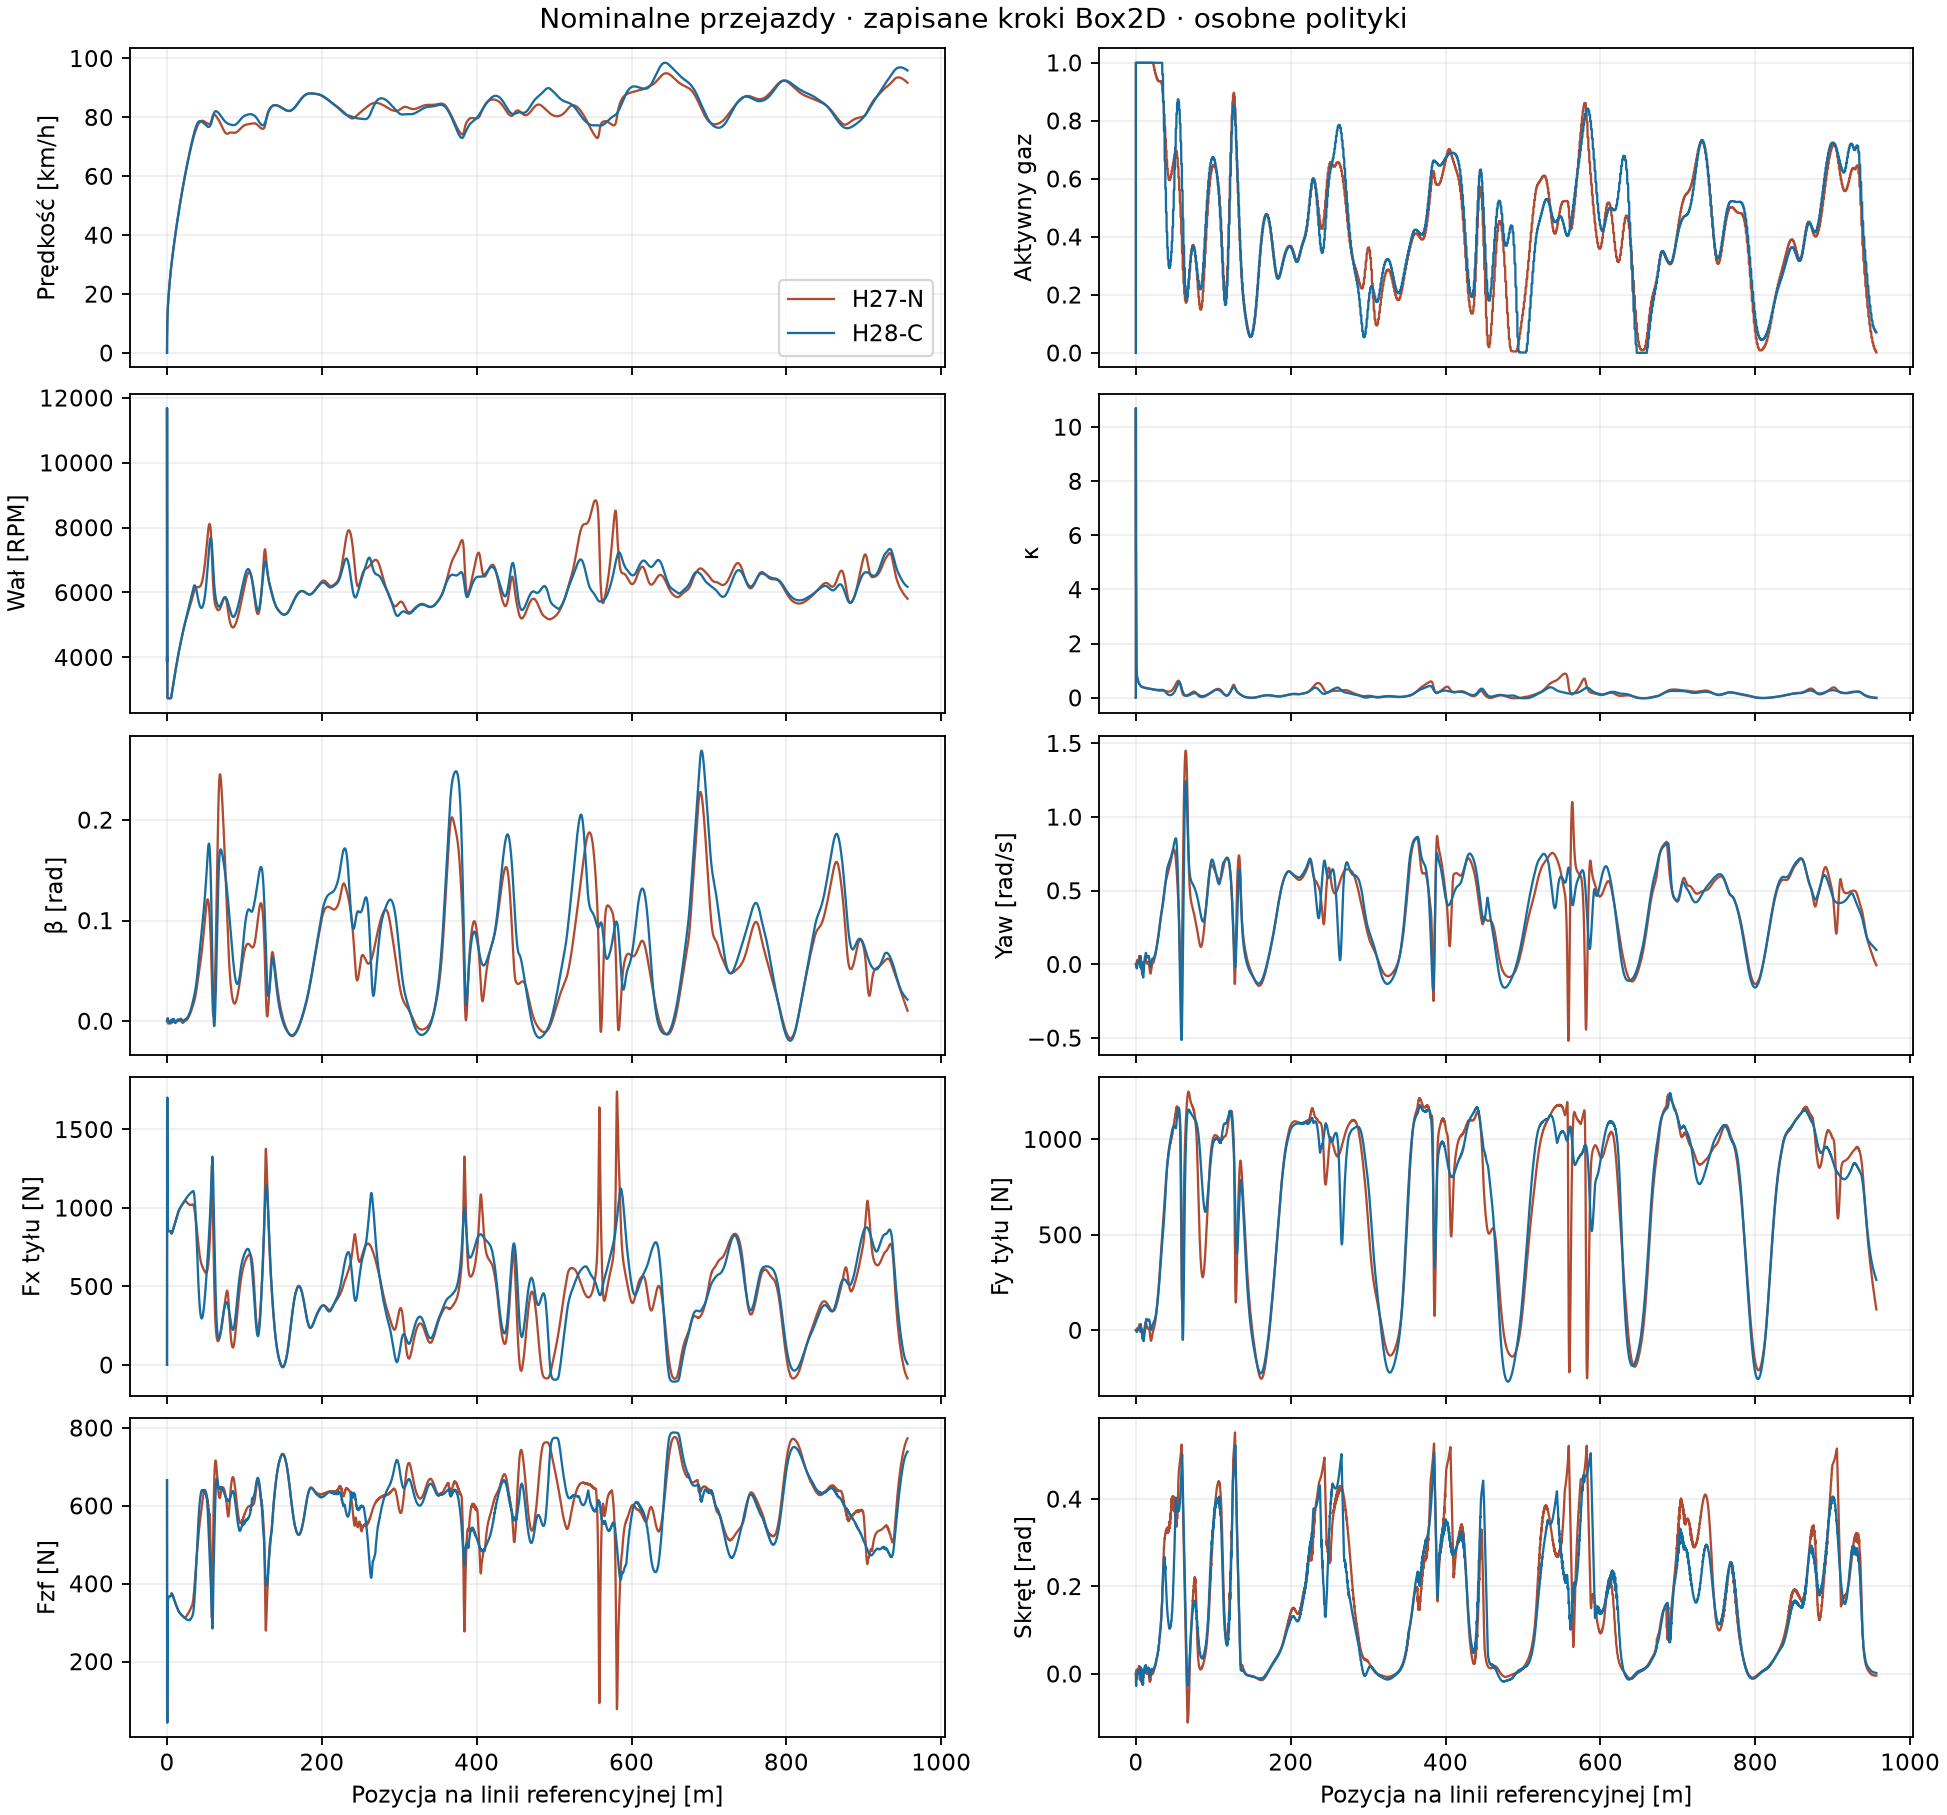 Nominalne przejazdy · zapisane kroki Box2D · osobne polityki
Prędkość [km/h]
100
80
60
40
20
0
H27-N
H28-C
Aktywny gaz
1.0
0.8
0.6
0.4
0.2
0.0
Wał [RPM]
12000
10000
8000
6000
4000
κ
10
8
6
4
2
0
β [rad]
0.2
0.1
0.0
Yaw [rad/s]
1.5
1.0
0.5
0.0
−0.5
Fx tyłu [N]
1500
1000
500
0
Fy tyłu [N]
1000
500
0
Fzf [N]
800
600
400
200
0 200 400 600 800 1000
Pozycja na linii referencyjnej [m]
Skręt [rad]
0.4
0.2
0.0
0 200 400 600 800 1000
Pozycja na linii referencyjnej [m]